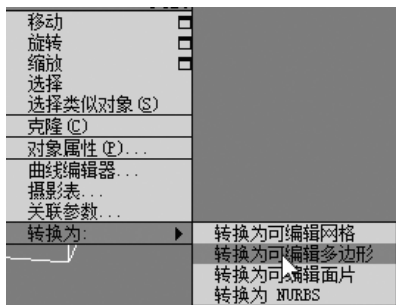 移动
旋转
缩放
选择
选择类似对象(S)
克隆(C)
对象属性(P)...
曲线编辑器...
摄影表...
关联参数...
转换为:
转换为可编辑网格
转换为可编辑多边形
转换为可编辑面片
转换为 NURBS